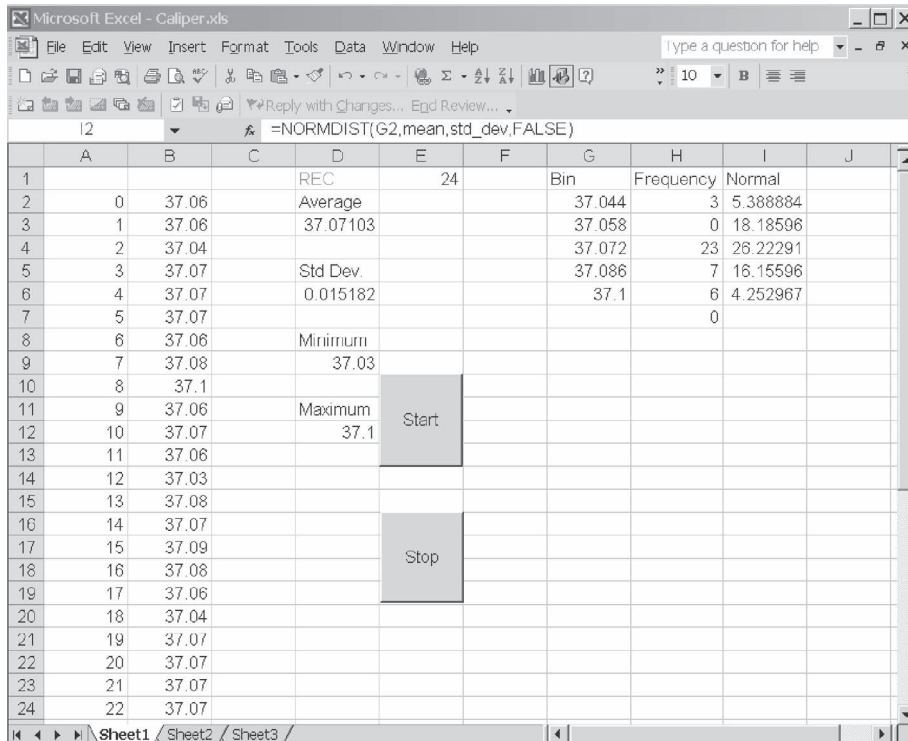 Microsoft Excel - Caliper.xls
File Edit View Insert Format Tools Data Window Help Type a question for help
10 B
Reply with Changes... End Review...
I2 fx =NORMDIST(G2,mean,std_dev,FALSE)
A B C D E F G H I J
1 REC 24 Bin Frequency Normal
2 0 37.06 Average 37.044 3 5.388884
3 1 37.06 37.07103 37.058 0 18.18596
4 2 37.04 37.072 23 26.22291
5 3 37.07 Std Dev. 37.086 7 16.15596
6 4 37.07 0.015182 37.1 6 4.252967
7 5 37.07 0
8 6 37.06 Minimum
9 7 37.08 37.03
10 8 37.1
11 9 37.06 Maximum Start
12 10 37.07 37.1
13 11 37.06
14 12 37.03
15 13 37.08
16 14 37.07
17 15 37.09 Stop
18 16 37.08
19 17 37.06
20 18 37.04
21 19 37.07
22 20 37.07
23 21 37.07
24 22 37.07
Sheet1 / Sheet2 / Sheet3 /